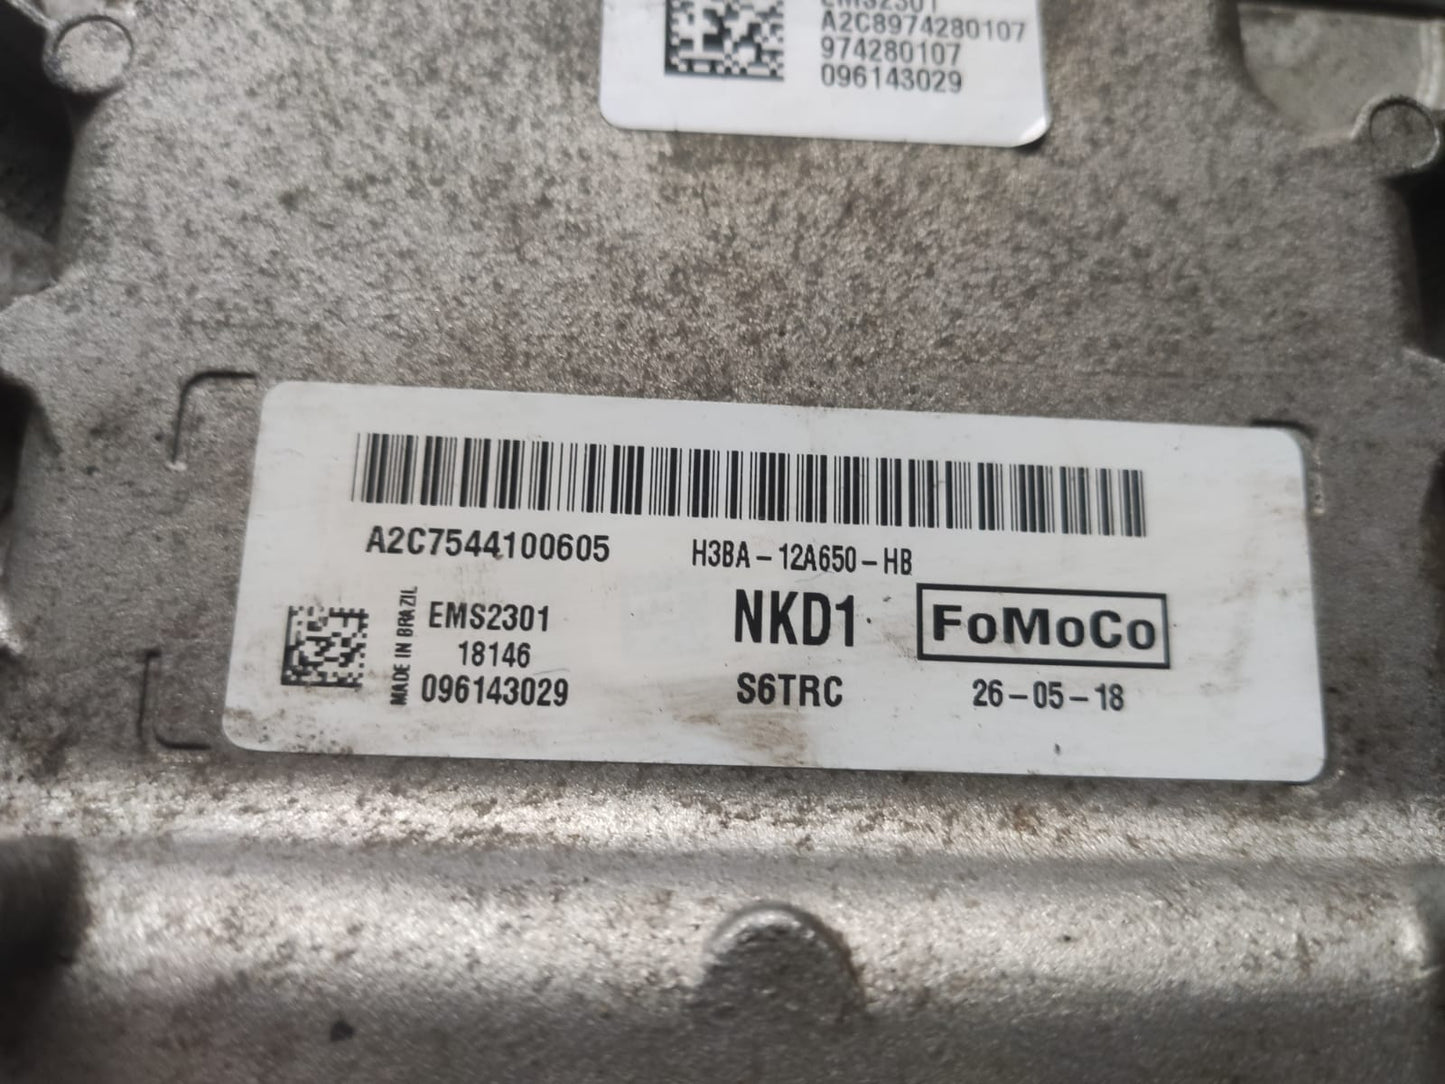 EMS2301
A2C8974280107
974280107
096143029
A2C7544100605 H3BA-12A650-HB
MADE IN BRAZIL
EMS2301 NKD1 FoMoCo
18146
096143029 S6TRC 26-05-18